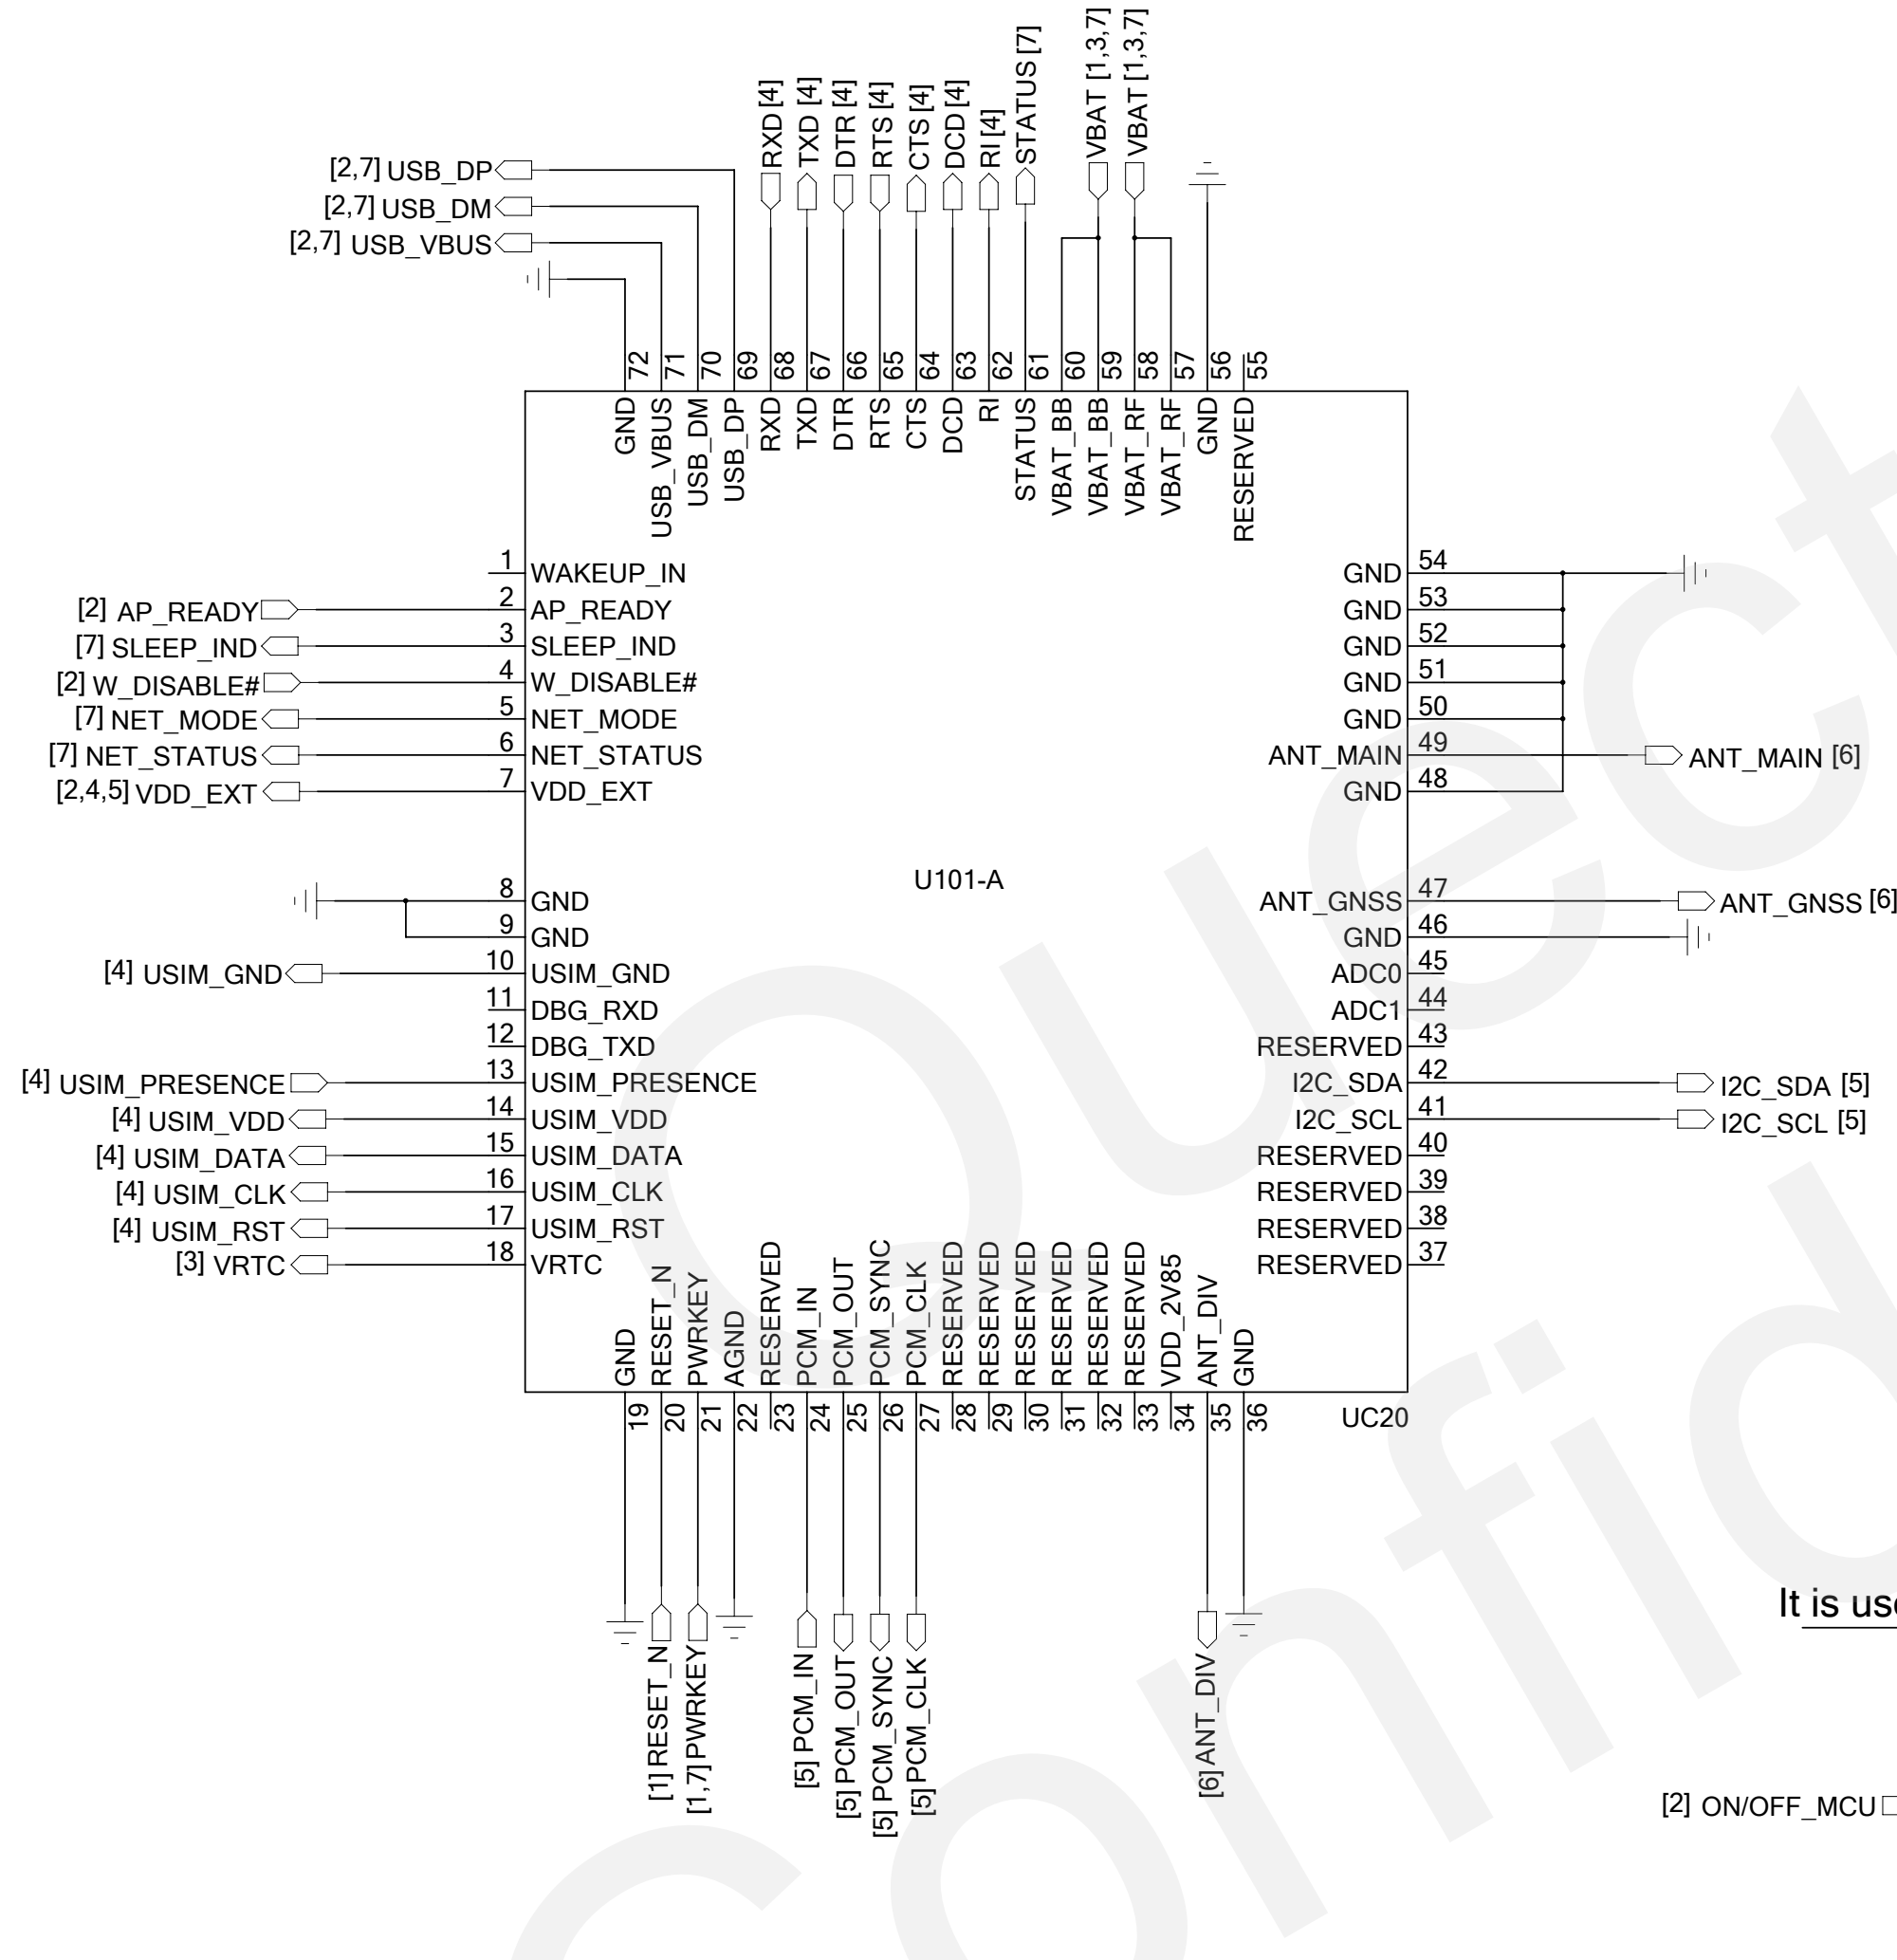 RXD [4]
TXD [4]
DTR [4]
RTS [4]
CTS [4]
DCD [4]
RI [4]
STATUS [7]
VBAT [1,3,7]
VBAT [1,3,7]
[2,7] USB_DP
[2,7] USB_DM
[2,7] USB_VBUS
72
71
70
69
68
67
66
65
64
63
62
61
60
59
58
57
56
55
GND
USB_VBUS
USB_DM
USB_DP
RXD
TXD
DTR
RTS
CTS
DCD
RI
STATUS
VBAT_BB
VBAT_BB
VBAT_RF
VBAT_RF
GND
RESERVED
1 WAKEUP_IN
[2] AP_READY 2 AP_READY
[7] SLEEP_IND 3 SLEEP_IND
[2] W_DISABLE# 4 W_DISABLE#
[7] NET_MODE 5 NET_MODE
[7] NET_STATUS 6 NET_STATUS
[2,4,5] VDD_EXT 7 VDD_EXT
8 GND
9 GND
[4] USIM_GND 10 USIM_GND
11 DBG_RXD
12 DBG_TXD
[4] USIM_PRESENCE 13 USIM_PRESENCE
[4] USIM_VDD 14 USIM_VDD
[4] USIM_DATA 15 USIM_DATA
[4] USIM_CLK 16 USIM_CLK
[4] USIM_RST 17 USIM_RST
[3] VRTC 18 VRTC
U101-A
GND 54
GND 53
GND 52
GND 51
GND 50
ANT_MAIN 49 ANT_MAIN [6]
GND 48
ANT_GNSS 47 ANT_GNSS [6]
GND 46
ADC0 45
ADC1 44
RESERVED 43
I2C_SDA 42 I2C_SDA [5]
I2C_SCL 41 I2C_SCL [5]
RESERVED 40
RESERVED 39
RESERVED 38
RESERVED 37
GND
RESET_N
PWRKEY
AGND
RESERVED
PCM_IN
PCM_OUT
PCM_SYNC
PCM_CLK
RESERVED
RESERVED
RESERVED
RESERVED
RESERVED
RESERVED
VDD_2V85
ANT_DIV
GND
19
20
21
22
23
24
25
26
27
28
29
30
31
32
33
34
35
36
UC20
[1] RESET_N
[1,7] PWRKEY
[5] PCM_IN
[5] PCM_OUT
[5] PCM_SYNC
[5] PCM_CLK
[6] ANT_DIV
It is
[2] ON/OFF_MCU
Quect
Confid